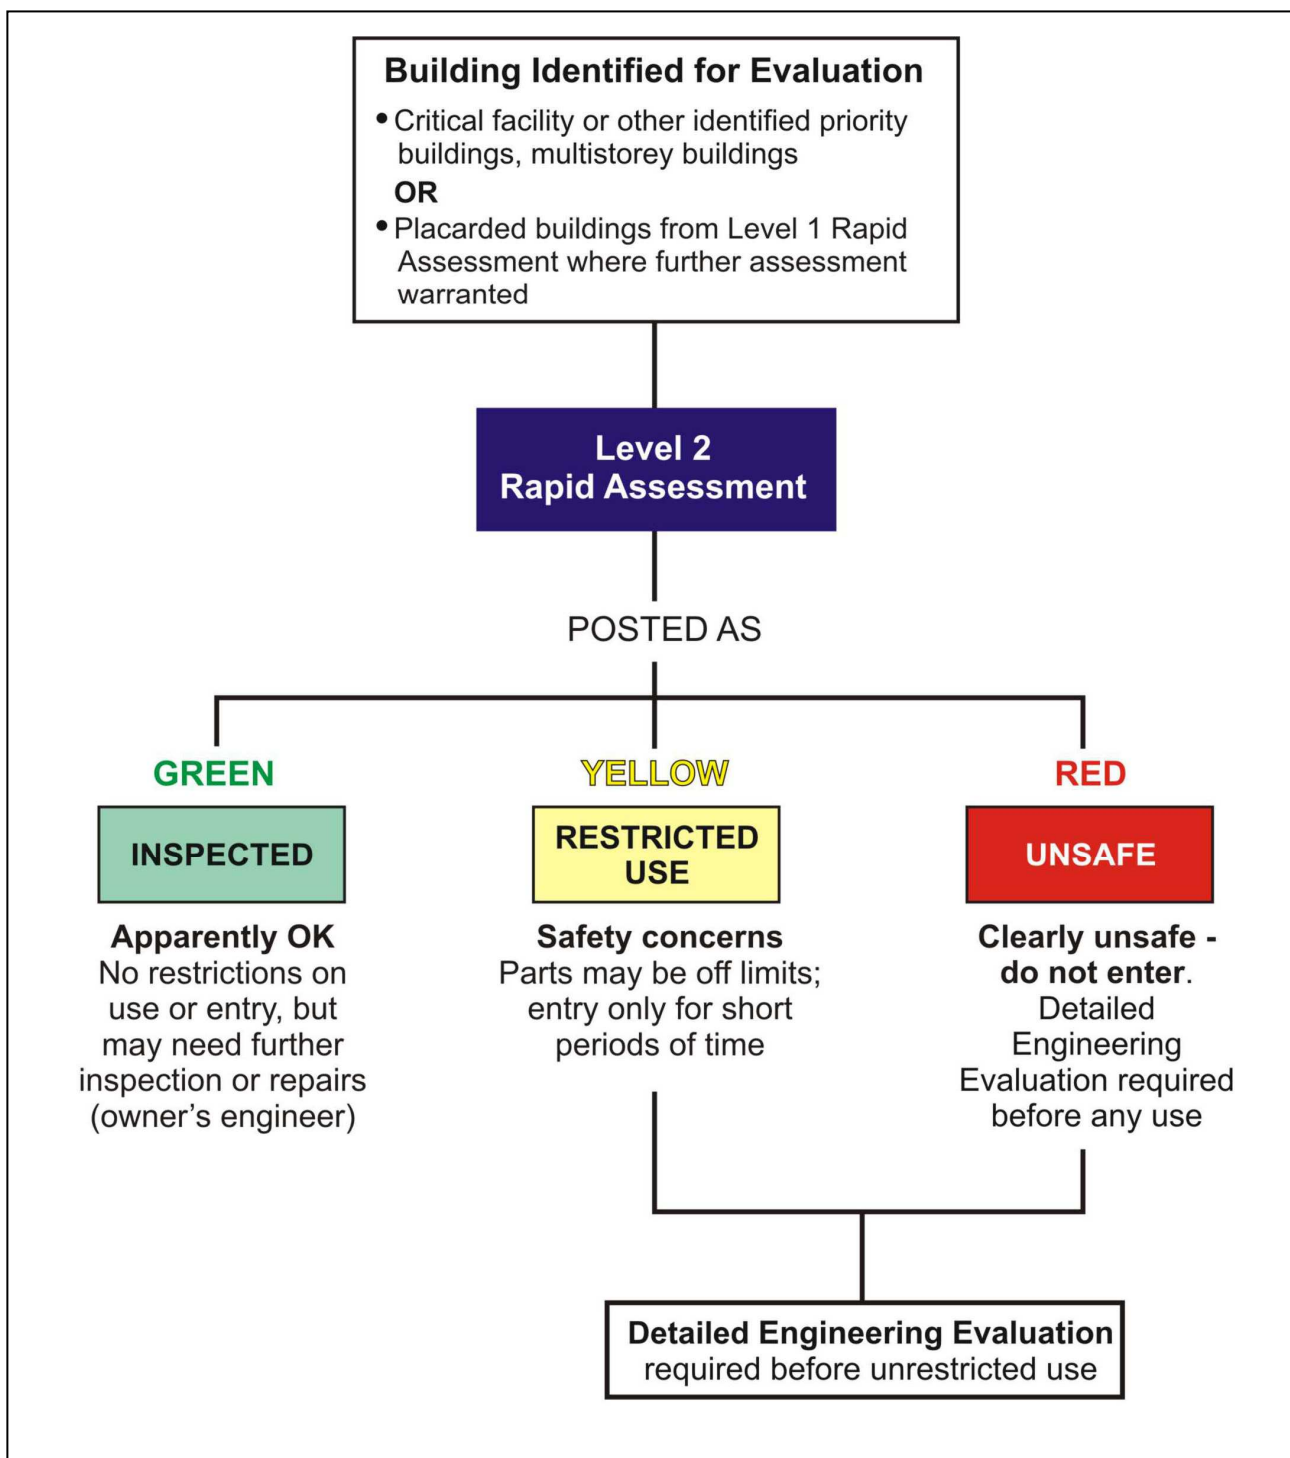 Building Identified for Evaluation
• Critical facility or other identified priority
buildings, multistorey buildings
OR
• Placarded buildings from Level 1 Rapid
Assessment where further assessment
warranted
Level 2
Rapid Assessment
POSTED AS
GREEN
INSPECTED
Apparently OK
No restrictions on
use or entry, but
may need further
inspection or repairs
(owner’s engineer)
YELLOW
RESTRICTED
USE
Safety concerns
Parts may be off limits;
entry only for short
periods of time
RED
UNSAFE
Clearly unsafe -
do not enter.
Detailed
Engineering
Evaluation required
before any use
Detailed Engineering Evaluation
required before unrestricted use